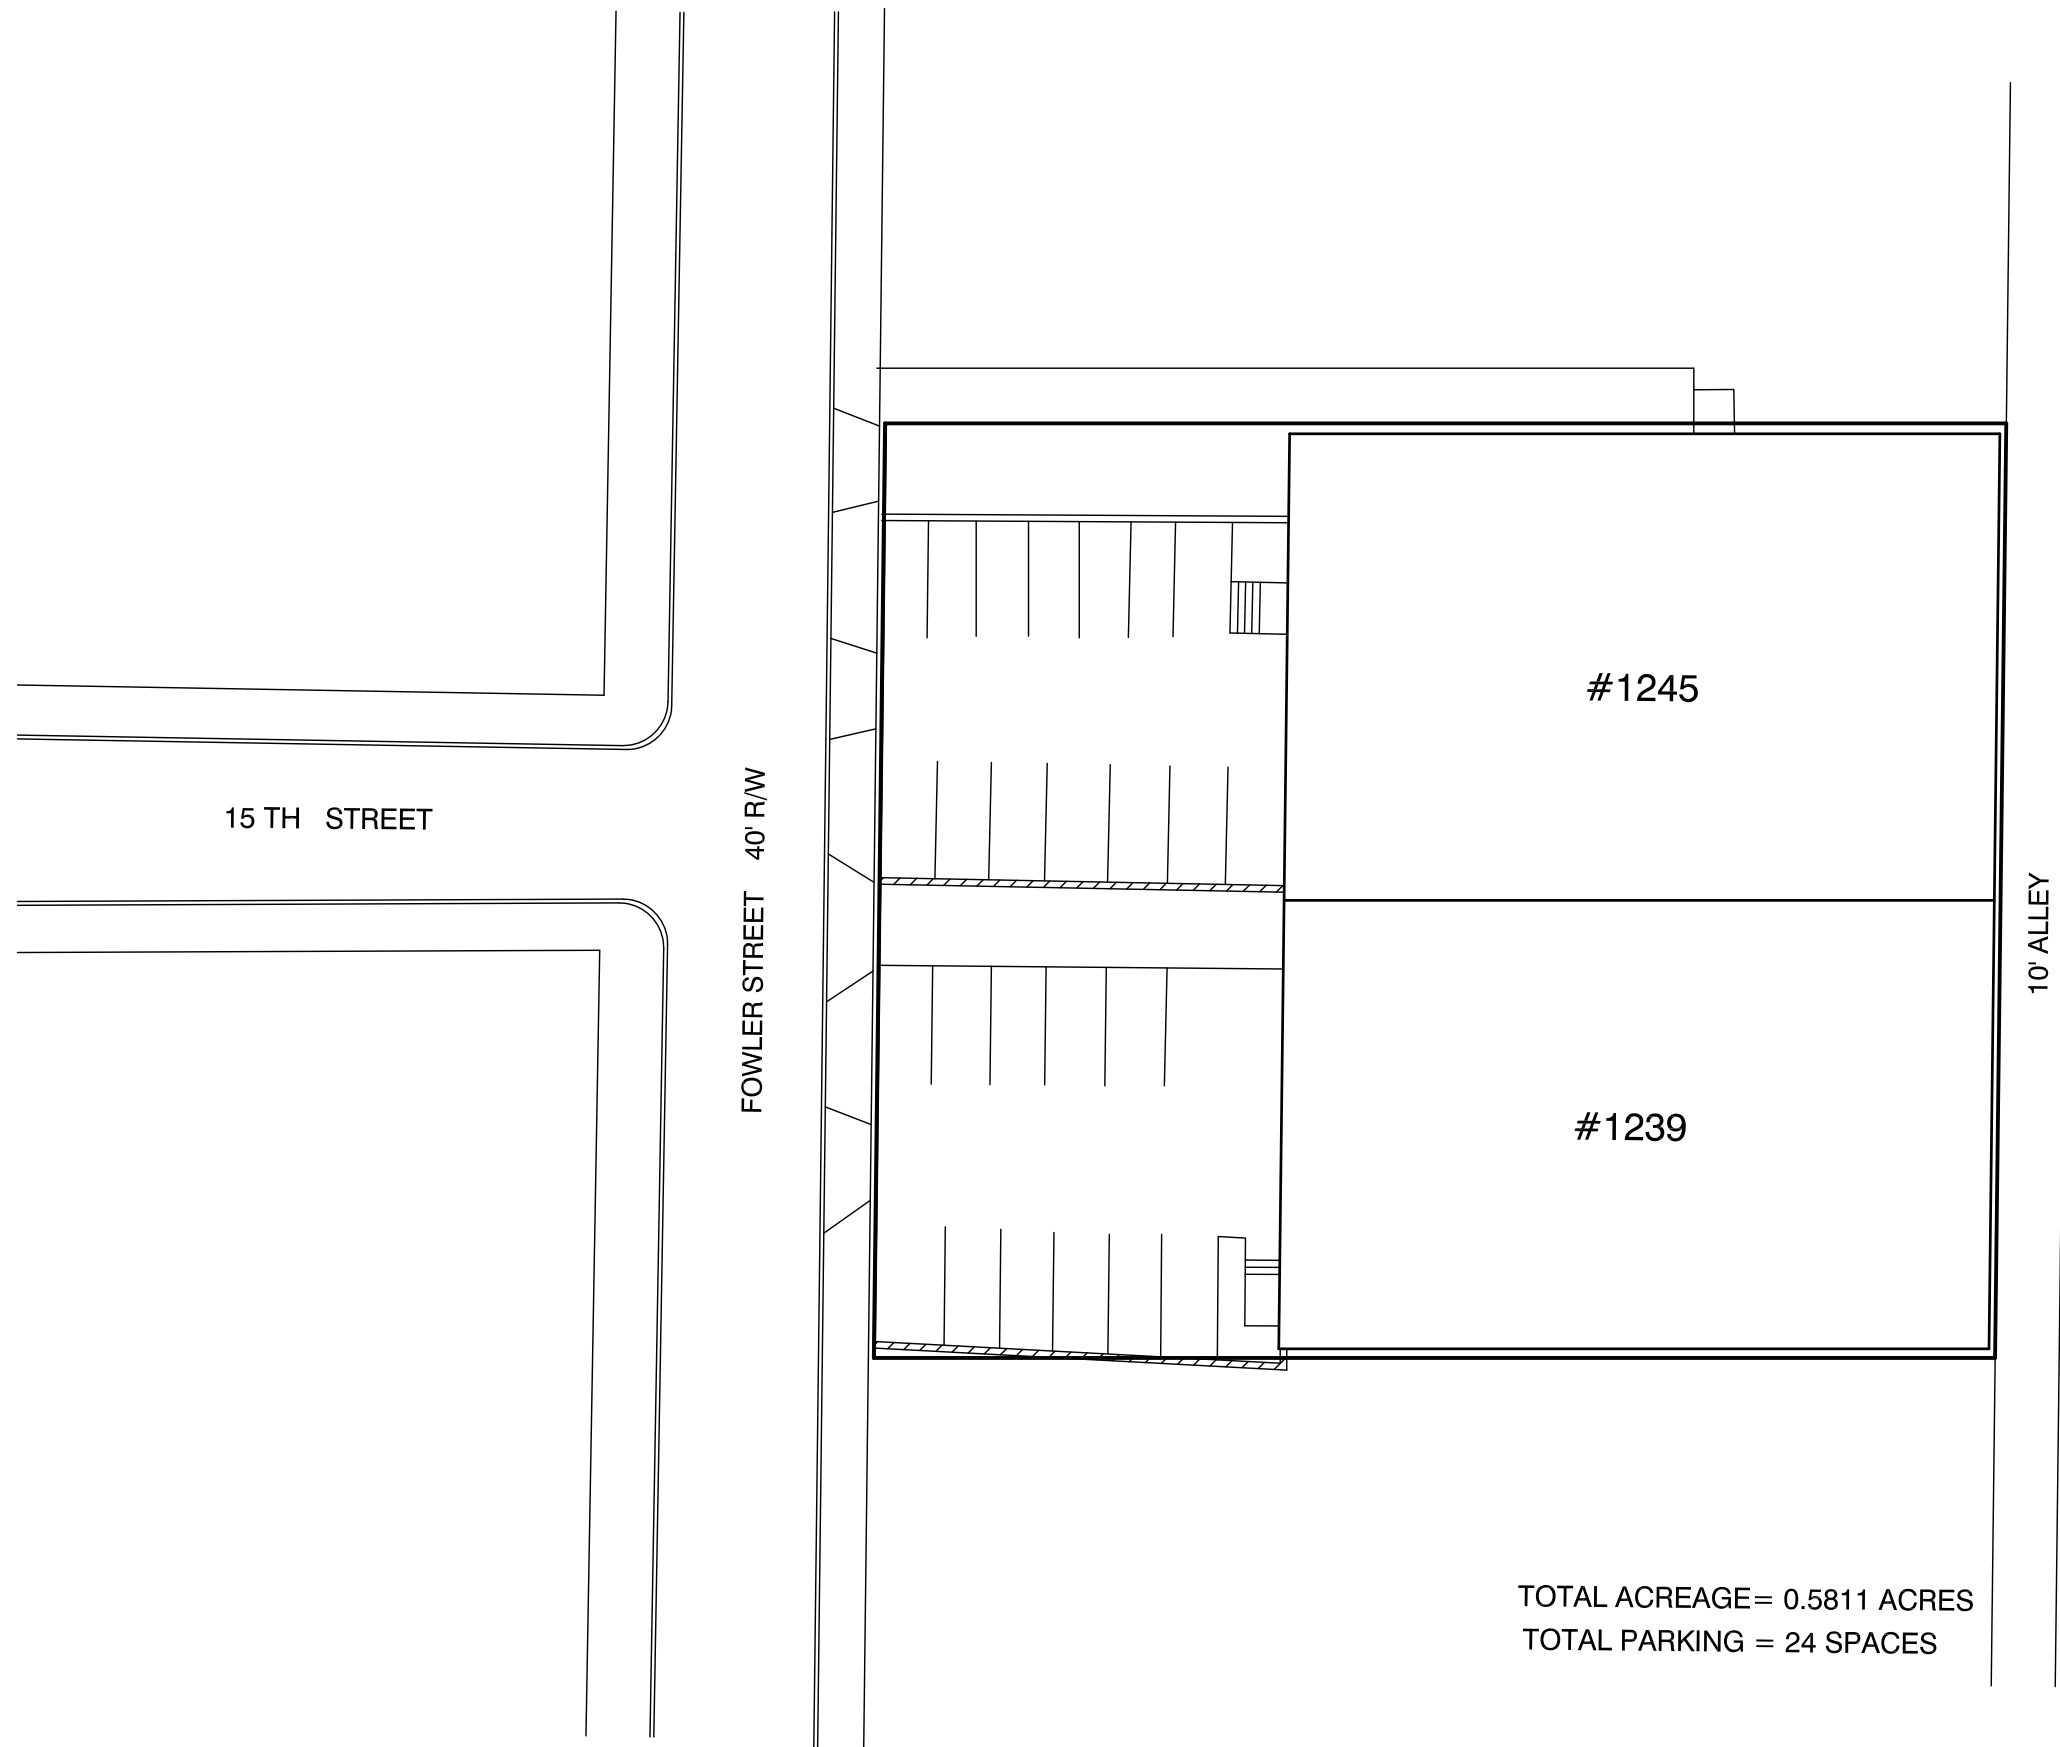 #1245
15 TH STREET
FOWLER STREET 40' R/W
10' ALLEY
#1239
TOTAL ACREAGE= 0.5811 ACRES
TOTAL PARKING = 24 SPACES